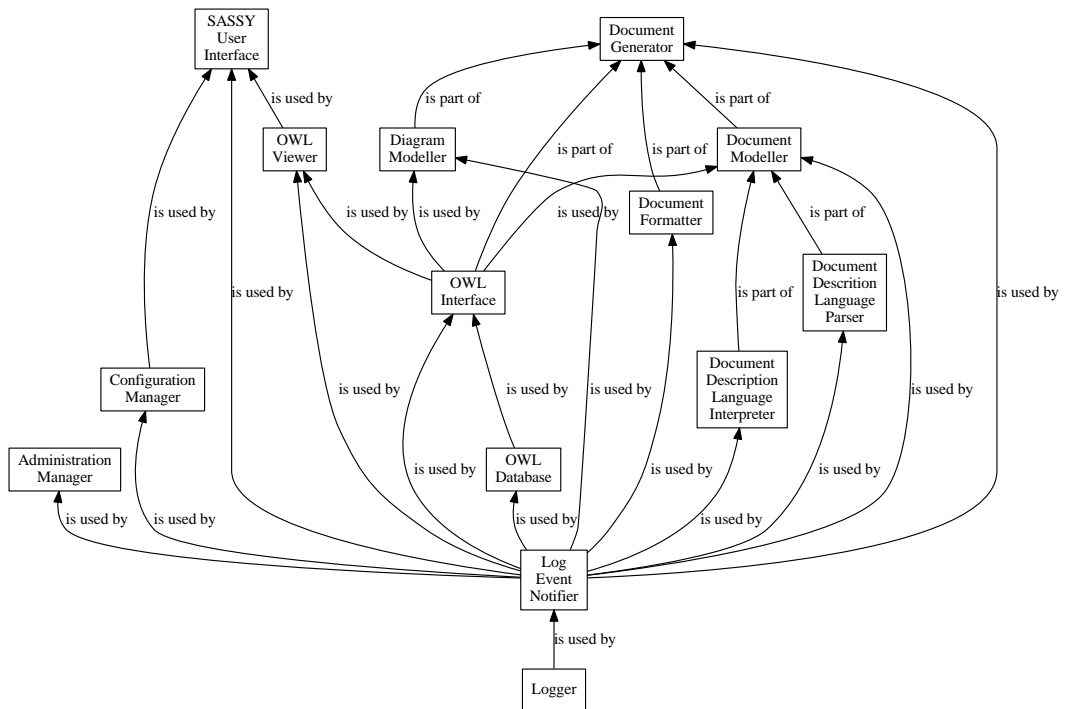 SASSY
User
Interface
Document
Generator
is used by
is part of
is part of
OWL
Viewer
Diagram
Modeller
is part of
is part of
Document
Modeller
is used by
is used by
is used by
is used by
Document
Formatter
is part of
is used by
OWL
Interface
is part of
Document
Descrition
Language
Parser
is used by
Configuration
Manager
is used by
is used by
is used by
Document
Description
Language
Interpreter
is used by
Administration
Manager
is used by
OWL
Database
is used by
is used by
is used by
is used by
is used by
is used by
Log
Event
Notifier
is used by
Logger